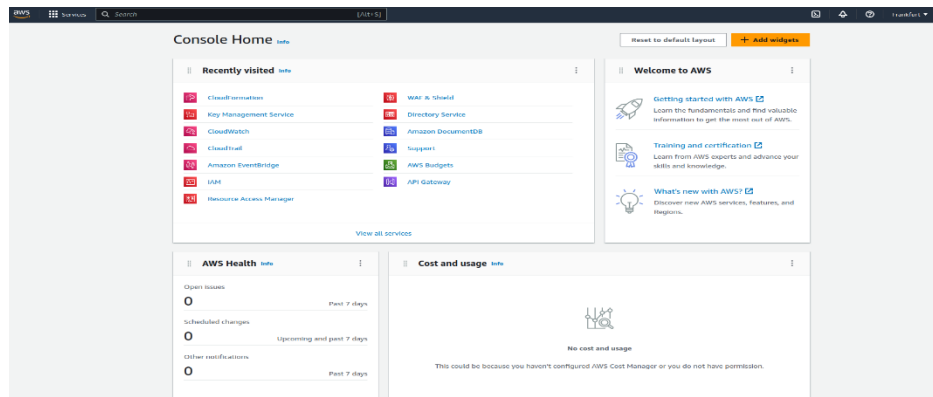 aws Services Search [Alt+S] Frankfurt
Console Home Info
Reset to default layout + Add widgets
Recently visited Info
CloudFormation
Key Management Service
CloudWatch
CloudTrail
Amazon EventBridge
IAM
Resource Access Manager
WAF & Shield
Directory Service
Amazon DocumentDB
Support
AWS Budgets
API Gateway
View all services
Welcome to AWS
Getting started with AWS
Learn the fundamentals and find valuable
information to get the most out of AWS.
Training and certification
Learn from AWS experts and advance your
skills and knowledge.
What's new with AWS?
Discover new AWS services, features, and
Regions.
AWS Health Info
Open issues
0 Past 7 days
Scheduled changes
0 Upcoming and past 7 days
Other notifications
0 Past 7 days
Cost and usage Info
No cost and usage
This could be because you haven't configured AWS Cost Manager or you do not have permission.